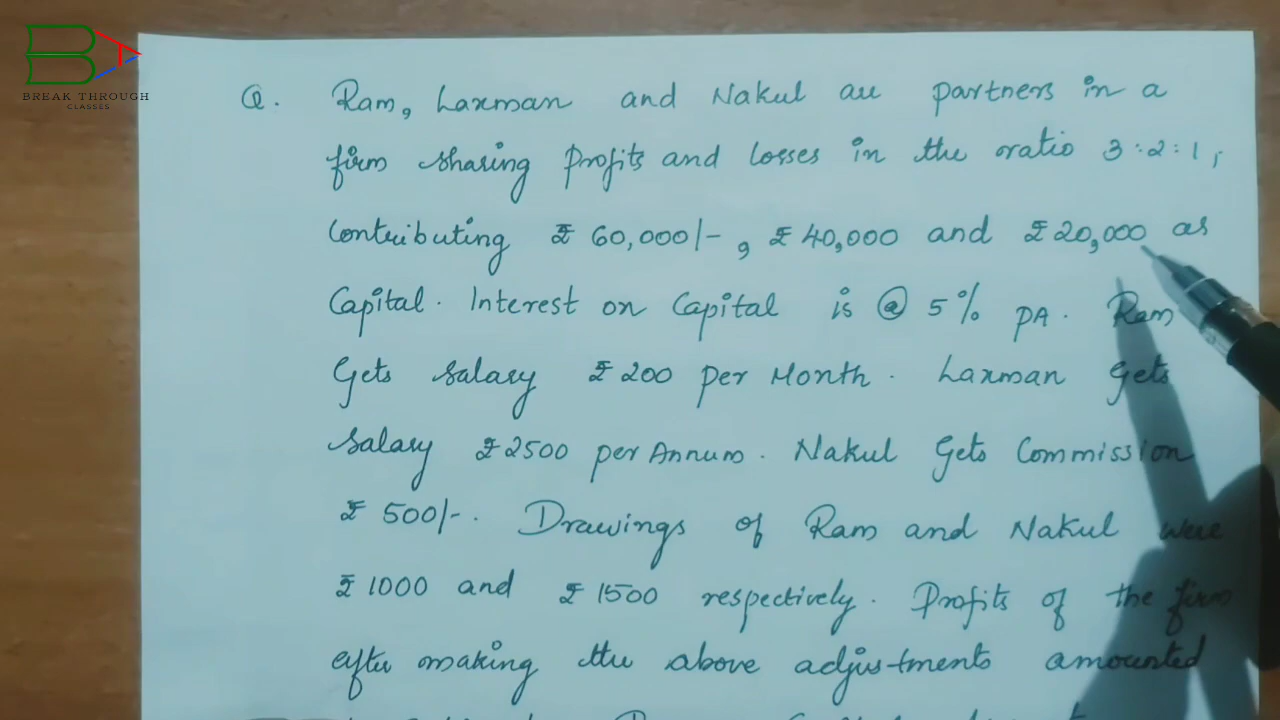 BREAK THROUGH
CLASSES
Q. Ram, Laxman and Nakul are partners in a
firm sharing Profits and losses in the ratio 3:2:1,
Contributing ₹ 60,000/-, ₹ 40,000 and ₹ 20,000 as
Capital. Interest on Capital is @ 5% PA. Ram
Gets Salary ₹ 200 per Month. Laxman Gets
Salary ₹ 2500 per Annum. Nakul Gets Commission
₹ 500/-. Drawings of Ram and Nakul were
₹ 1000 and ₹ 1500 respectively. Profits of the firm
after making the above adjustments amounted